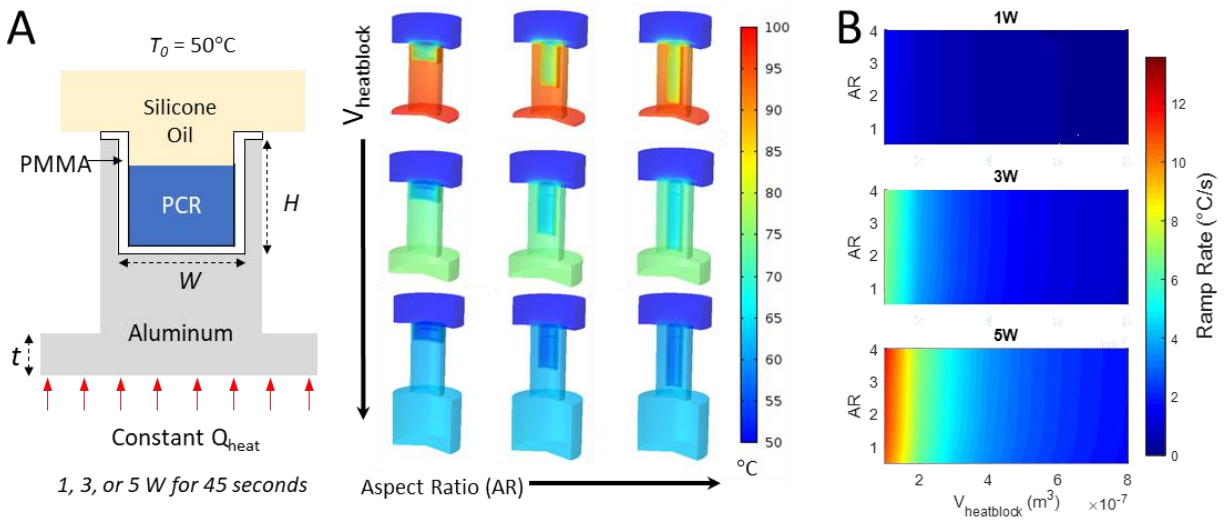 A
T₀ = 50°C
Silicone
Oil
PMMA
PCR
H
W
Aluminum
t
Constant Q_heat
1, 3, or 5 W for 45 seconds
V_heatblock
Aspect Ratio (AR)
100
95
90
85
80
75
70
65
60
55
50
°C
B
1W
4
3
2
1
AR
3W
4
3
2
1
AR
5W
4
3
2
1
AR
2 4 6 8
V_heatblock (m³) ×10⁻⁷
12
10
8
6
4
2
0
Ramp Rate (°C/s)